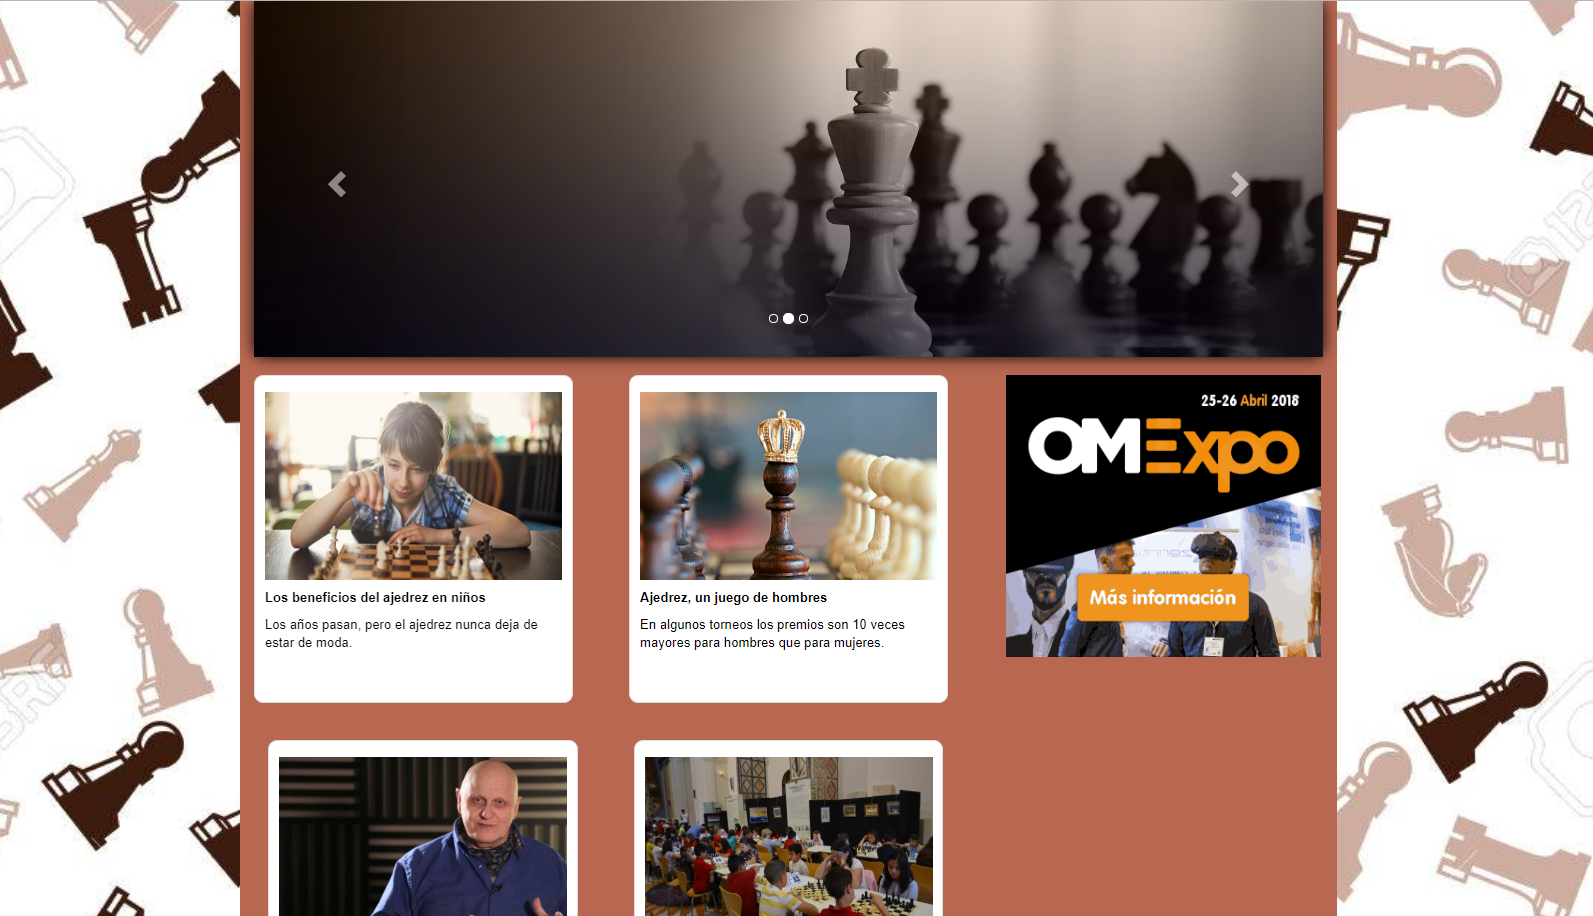 Los beneficios del ajedrez en niños
Los años pasan, pero el ajedrez nunca deja de
estar de moda.
Ajedrez, un juego de hombres
En algunos torneos los premios son 10 veces
mayores para hombres que para mujeres.
25-26 Abril 2018
OMExpo
Más información